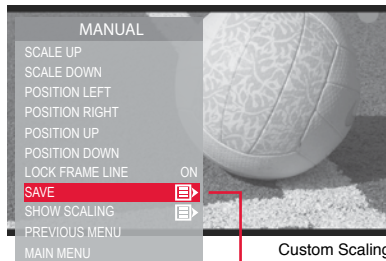 MANUAL
SCALE UP
SCALE DOWN
POSITION LEFT
POSITION RIGHT
POSITION UP
POSITION DOWN
LOCK FRAME LINE ON
SAVE
SHOW SCALING
PREVIOUS MENU
MAIN MENU
Custom Scaling